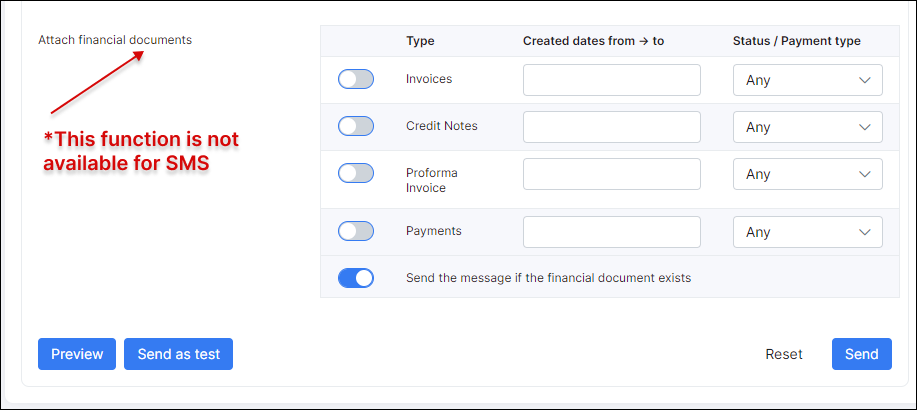 Attach financial documents
Type Created dates from → to Status / Payment type
Invoices Any
*This function is not
available for SMS
Credit Notes Any
Proforma
Invoice
Any
Payments Any
Send the message if the financial document exists
Preview Send as test Reset Send